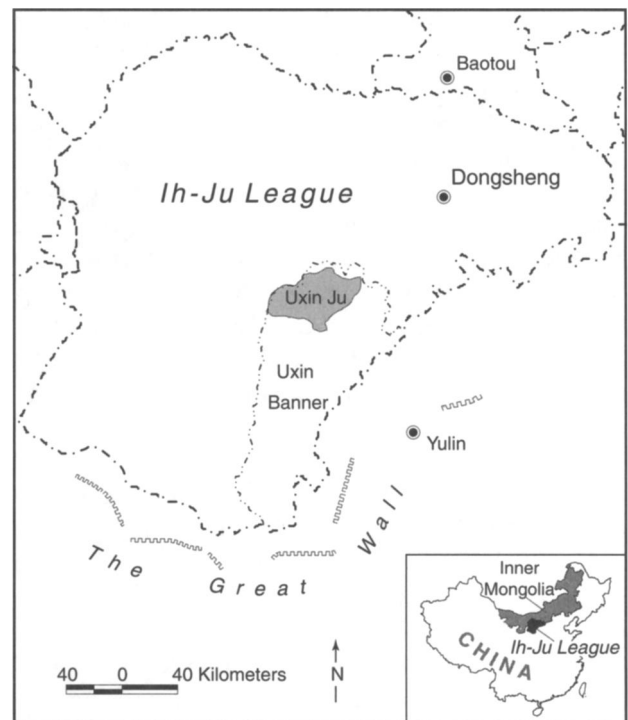 Baotou
Ih-Ju League
Dongsheng
Uxin Ju
Uxin
Banner
Yulin
The Great Wall
Inner
Mongolia
Ih-Ju League
CHINA
40 0 40 Kilometers
N